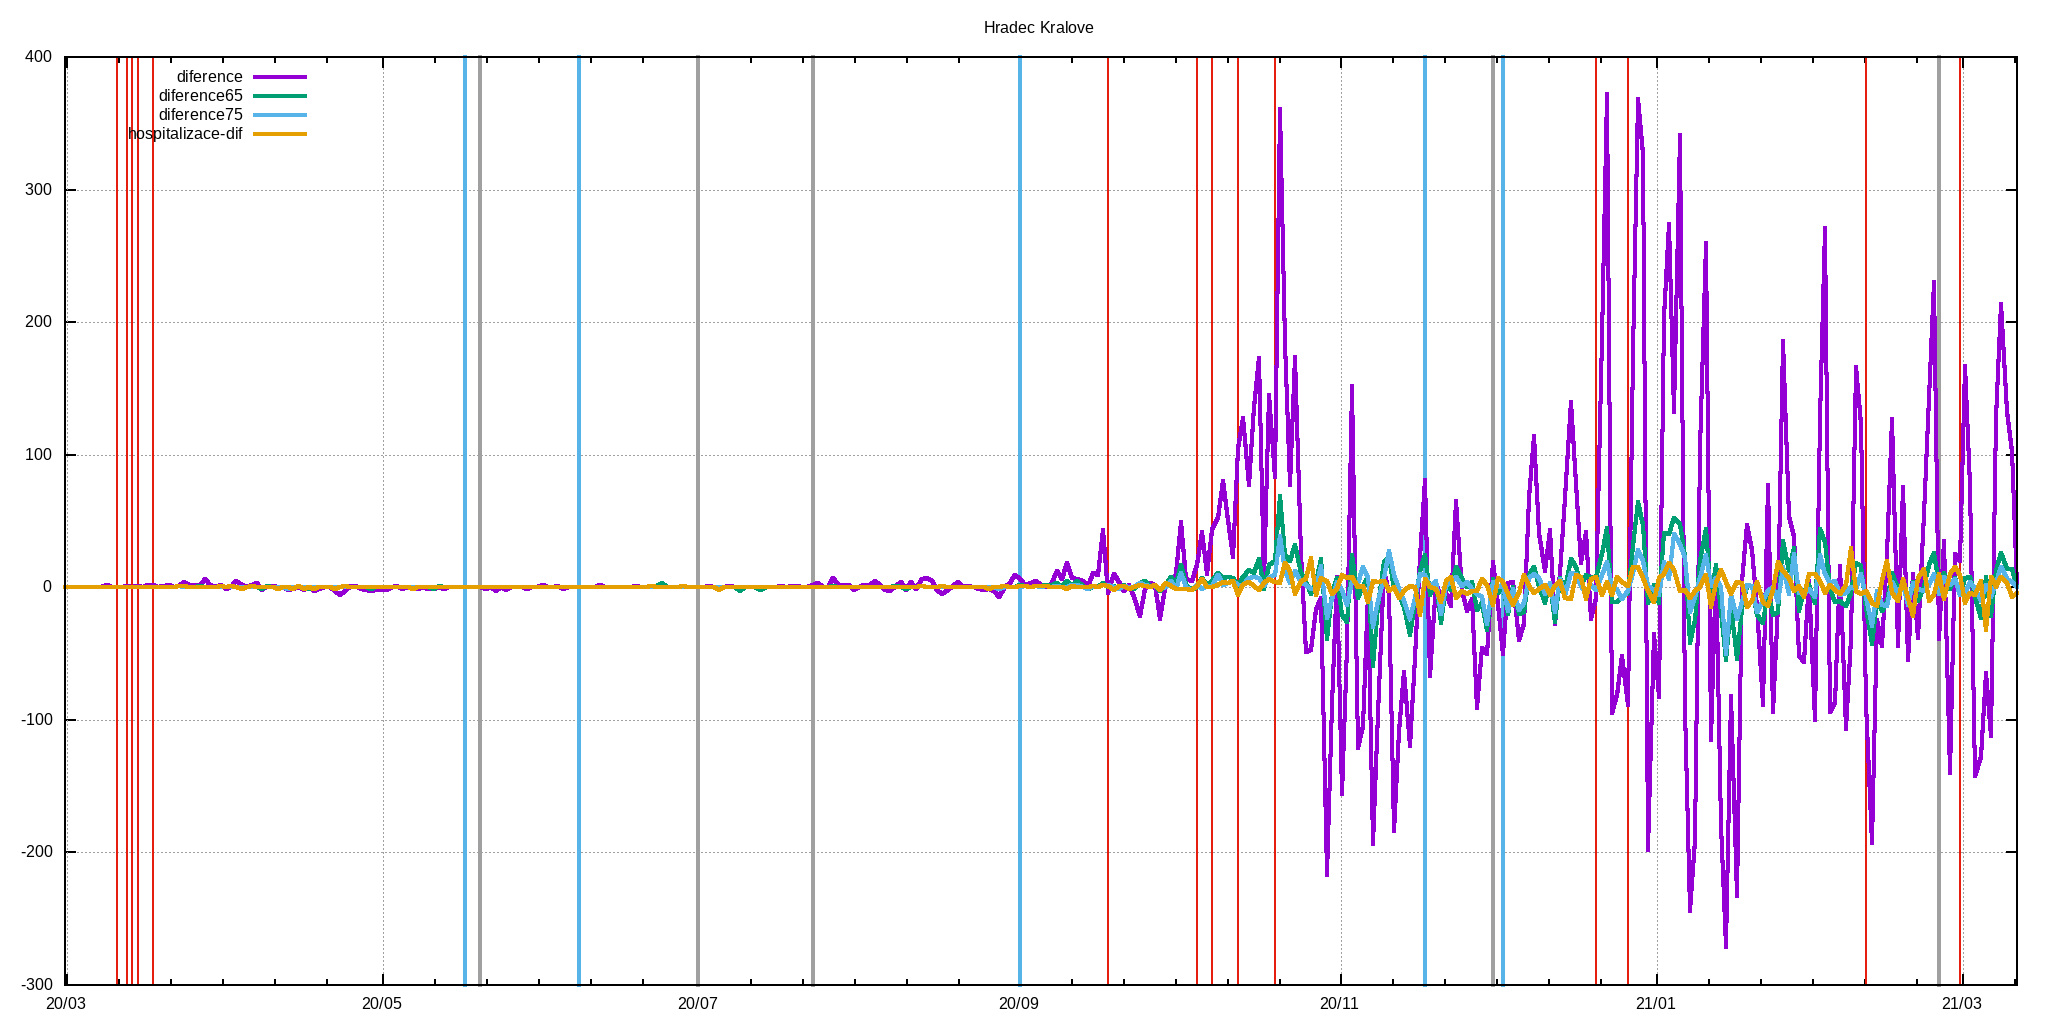 Hradec Kralove
400
diference
diference65
diference75
hospitalizace-dif
300
200
100
0
-100
-200
-300
20/03 20/05 20/07 20/09 20/11 21/01 21/03